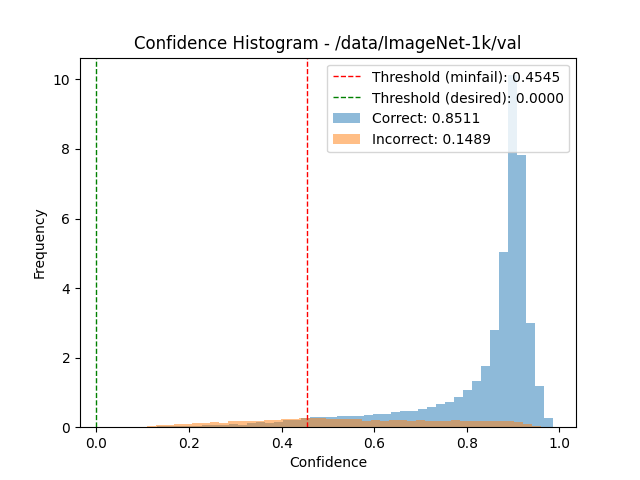 Confidence Histogram - /data/ImageNet-1k/val
Threshold (minfail): 0.4545
Threshold (desired): 0.0000
Correct: 0.8511
Incorrect: 0.1489
Frequency
10
8
6
4
2
0
0.0 0.2 0.4 0.6 0.8 1.0
Confidence